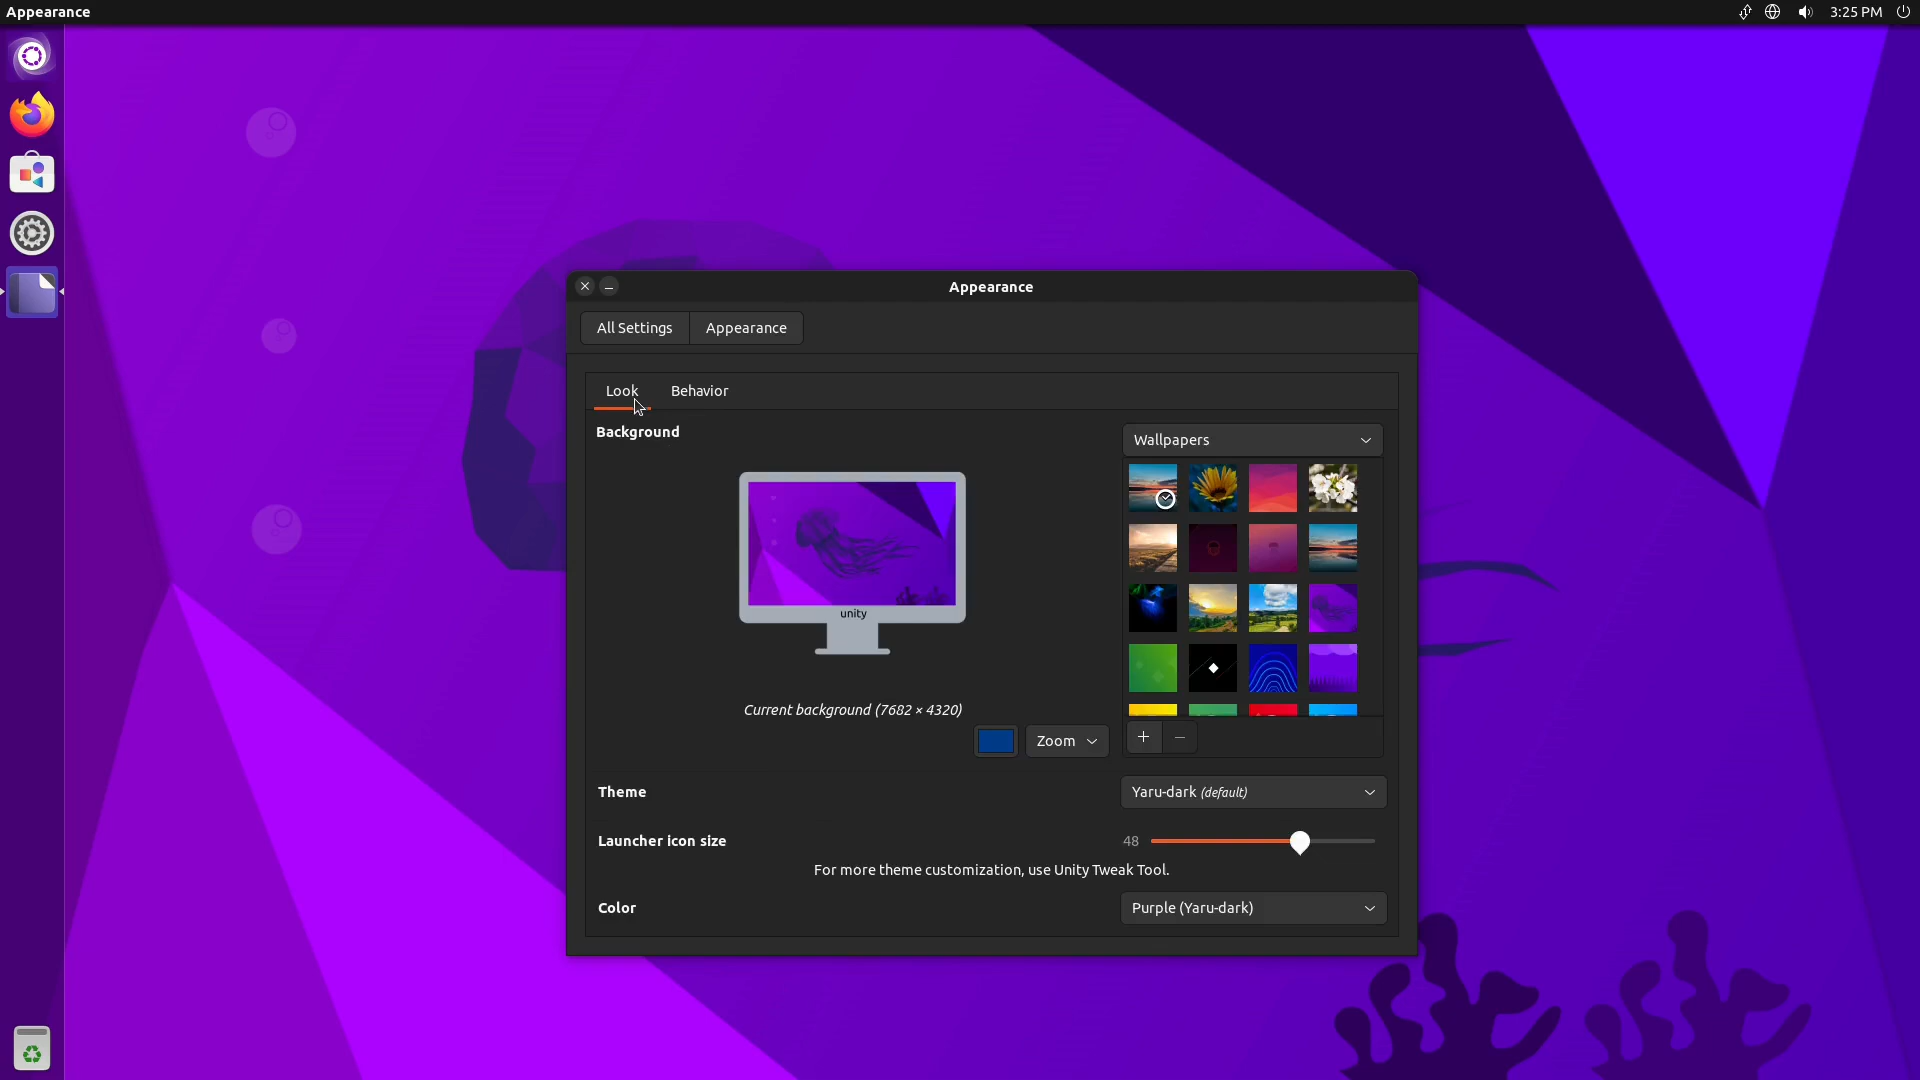 Appearance
3:25 PM
Appearance
All Settings
Appearance
Look
Behavior
Background
Wallpapers
unity
Current background (7682 × 4320)
Zoom
Theme
Yaru-dark (default)
Launcher icon size
48
For more theme customization, use Unity Tweak Tool.
Color
Purple (Yaru-dark)